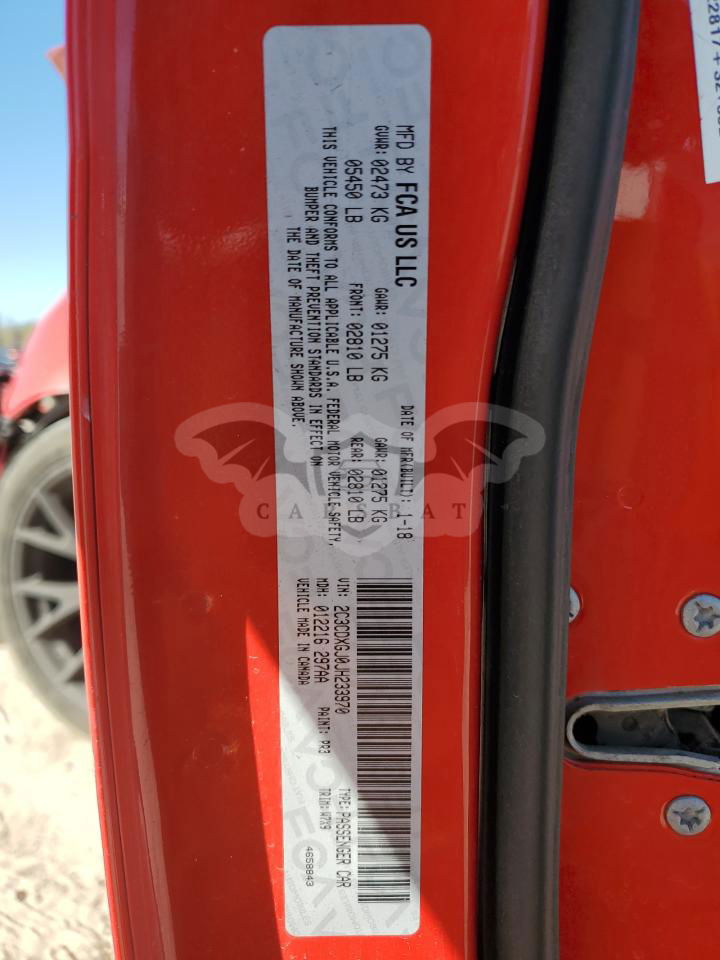 MFD BY FCA US LLC
DATE OF MFR(BUILT): 1-18
GVWR: 02473 KG GAWR: 01275 KG GAWR: 01275 KG
05450 LB FRONT: 02810 LB REAR: 02810 LB
THIS VEHICLE CONFORMS TO ALL APPLICABLE U.S.A. FEDERAL MOTOR VEHICLE SAFETY,
BUMPER AND THEFT PREVENTION STANDARDS IN EFFECT ON
THE DATE OF MANUFACTURE SHOWN ABOVE.
VIN: 2C3CDXGJ0JH233970 TYPE: PASSENGER CAR
MDH: 012216 297AA PAINT: PR3 TRIM: W7X9
VEHICLE MADE IN CANADA 4658843
CARSBAT